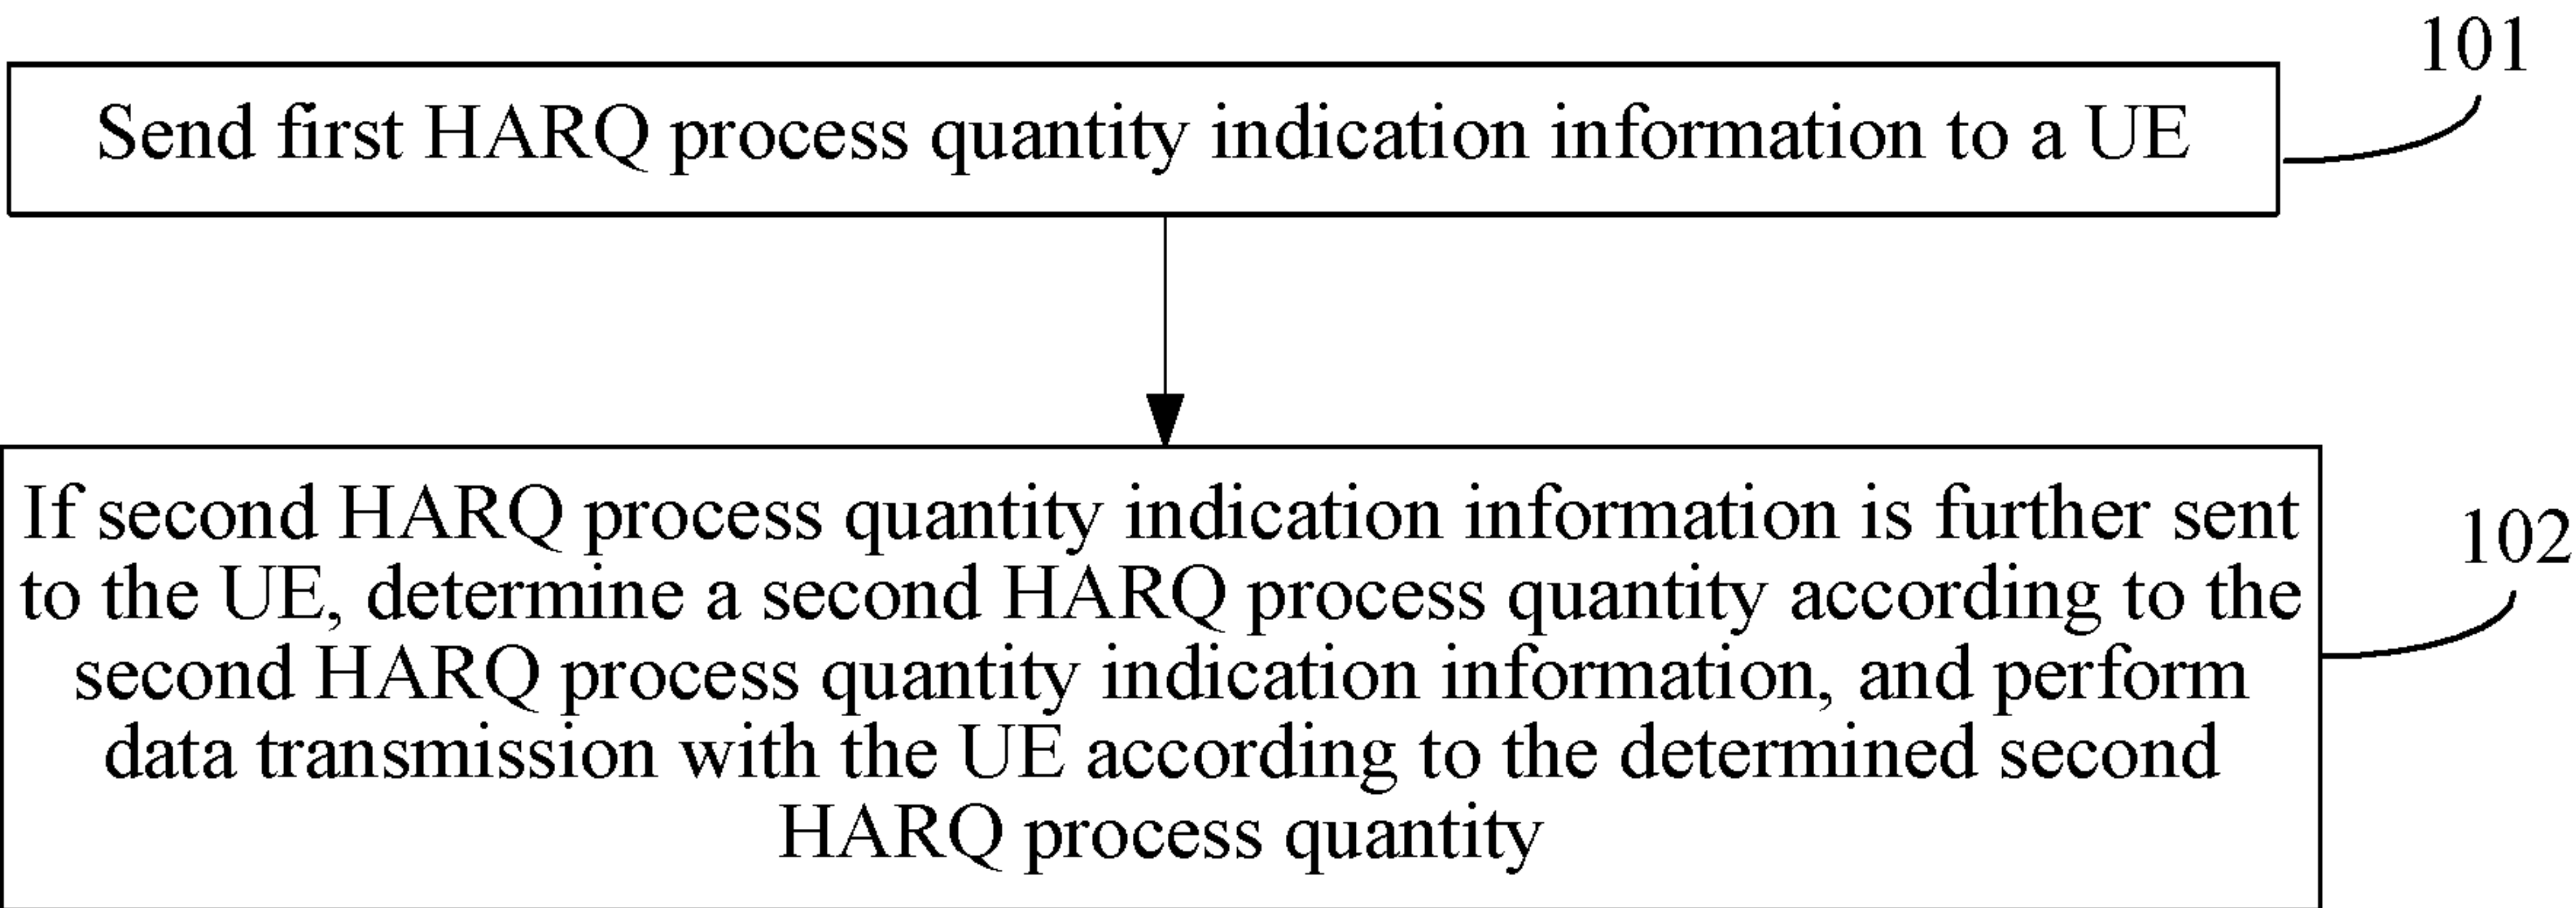 101
Send first HARQ process quantity indication information to a UE
If second HARQ process quantity indication information is further sent
to the UE, determine a second HARQ process quantity according to the
second HARQ process quantity indication information, and perform
data transmission with the UE according to the determined second
HARQ process quantity
102